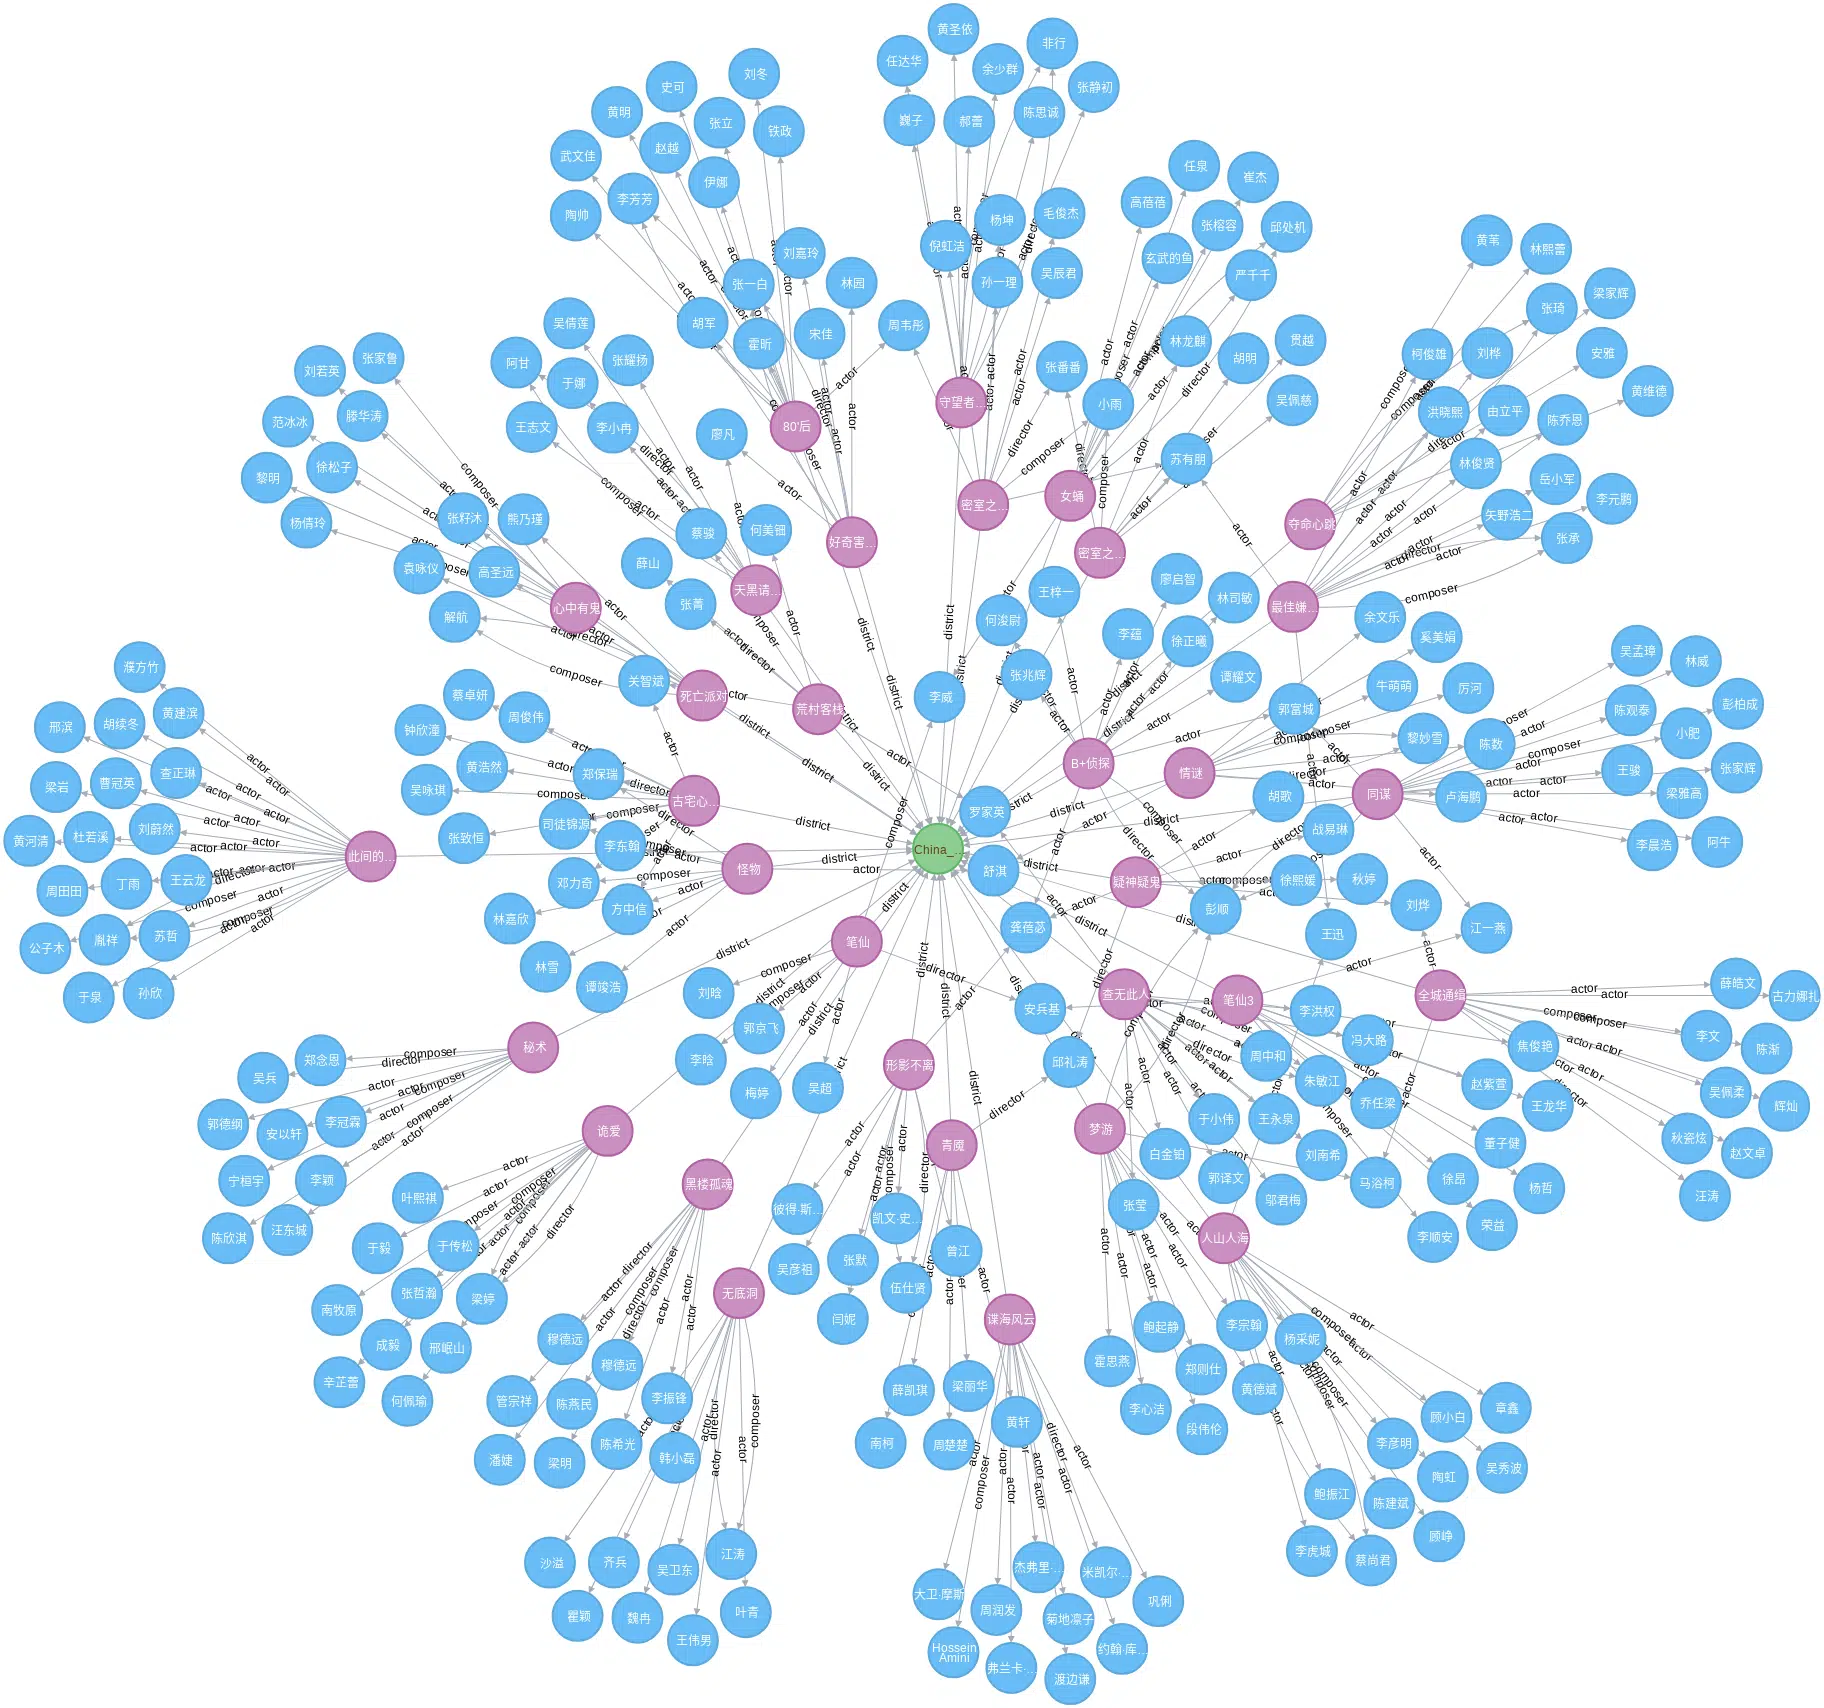 黄圣依
非行
任达华
余少群
张静初
刘冬
史可
黄明
张立
铁政
巍子
郝蕾
陈思诚
武文佳
赵越
伊娜
李芳芳
陶帅
任泉
崔杰
高蓓蓓
张榕容
邱处机
杨坤
毛俊杰
倪虹洁
玄武的鱼
严千千
刘嘉玲
张一白
林园
孙一理
吴辰君
黄苇
林熙蕾
梁家辉
张琦
胡军
霍昕
宋佳
周韦彤
林龙麒
胡明
贯越
柯俊雄
刘桦
安雅
黄维德
吴倩莲
阿甘
于娜
张耀扬
王志文
李小冉
张番番
小雨
吴佩慈
洪晓熙
由立平
陈乔恩
张家鲁
刘若英
范冰冰
滕华涛
黎明
徐松子
杨倩玲
张籽沐
熊乃瑾
80'后
守望者...
廖凡
蔡骏
何美钿
好奇害...
密室之...
女蛹
密室之...
苏有朋
林俊贤
岳小军
矢野浩二
李元鹏
张承
夺命心跳
最佳嫌...
袁咏仪
高圣远
解航
心中有鬼
薛山
张菁
天黑请...
王梓一
何浚尉
廖启智
林司敏
李蕴
徐正曦
余文乐
奚美娟
吴孟璋
林威
濮方竹
蔡卓妍
周俊伟
关智斌
死亡派对
荒村客栈
李威
张兆辉
谭耀文
郭富城
牛萌萌
厉河
陈观泰
彭柏成
邢滨
胡续冬
黄建滨
钟欣潼
黄浩然
郑保瑞
B+侦探
情谜
黎妙雪
陈数
小肥
张家辉
梁岩
曹冠英
查正琳
吴咏琪
古宅心...
罗家英
胡歌
同谋
卢海鹏
王骏
梁雅高
黄河清
杜若溪
刘蔚然
张致恒
司徒锦源
李东翰
战易琳
李晨浩
阿牛
此间的...
China_...
周田田
丁雨
王云龙
邓力奇
怪物
舒淇
疑神疑鬼
徐熙媛
秋婷
刘烨
林嘉欣
方中信
彭顺
公子木
胤祥
苏哲
笔仙
龚蓓苾
王迅
江一燕
于泉
孙欣
林雪
谭竣浩
刘晗
安兵基
查无此人
笔仙3
李洪权
全城通缉
薛皓文
古力娜扎
李文
陈渐
秘术
郭京飞
李晗
郑念恩
吴兵
梅婷
吴超
形影不离
邱礼涛
周中和
冯大路
焦俊艳
朱敏江
赵紫萱
吴佩柔
辉灿
郭德纲
安以轩
李冠霖
诡爱
青魇
梦游
于小伟
王永泉
乔任梁
王龙华
董子健
秋瓷炫
赵文卓
宁桓宇
李颖
叶熙祺
黑楼孤魂
白金铂
刘南希
郭译文
马浴柯
徐昂
杨哲
汪涛
陈欣淇
汪东城
于毅
于传松
彼得·斯...
凯文·史...
张莹
邬君梅
李顺安
荣益
人山人海
吴彦祖
张默
曾江
伍仕贤
张哲瀚
梁婷
南牧原
无底洞
闫妮
谍海风云
成毅
邢岷山
穆德远
穆德远
鲍起静
李宗翰
杨采妮
霍思燕
郑则仕
辛芷蕾
何佩瑜
管宗祥
陈燕民
李振锋
薛凯琪
梁丽华
黄轩
李心洁
黄德斌
顾小白
章鑫
潘婕
梁明
陈希光
韩小磊
南柯
周楚楚
段伟伦
李彦明
陶虹
吴秀波
鲍振江
陈建斌
顾峥
沙溢
齐兵
吴卫东
江涛
李虎城
蔡尚君
瞿颖
魏冉
王伟男
叶青
大卫·摩斯
周润发
杰弗里·...
米凯尔·...
菊地凛子
巩俐
Hossein
Amini
弗兰卡·...
渡边谦
约翰·库...
actor
director
composer
district